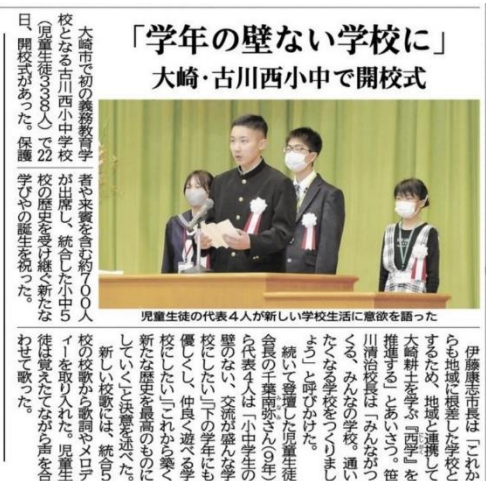 「学年の壁ない学校に」
大崎・古川西小中で開校式
大崎市で初の義務教育学
校となる古川西小中学校
(児童生徒338人)で22
日、開校式があった。保護
者や来賓を含む約700人
が出席し、統合した小中5
校の歴史を受け継ぐ新たな
学びやの誕生を祝った。
児童生徒の代表4人が新しい学校生活に意欲を語った
伊藤康志市長は「これか
らも地域に根差した学校と
するため、地域と連携して
大崎耕土を学ぶ『西学』を
推進する」とあいさつ。笹
川清治校長は「みんながつ
くる、みんなの学校。通い
たくなる学校をつくりまし
ょう」と呼びかけた。
続いて登壇した児童生徒
会長の千葉南弥さん(9年)
ら代表4人は「小中学生の
壁のない、交流が盛んな学
校にしたい」「下の学年にも
優しくし、仲良く遊べる学
校にしたい」「これから築く
新たな歴史を最高のものに
していく」と決意を述べた。
新しい校歌には、統合5
校の校歌から歌詞やメロデ
ィーを取り入れた。児童生
徒は覚えたてながら声を合
わせて歌った。